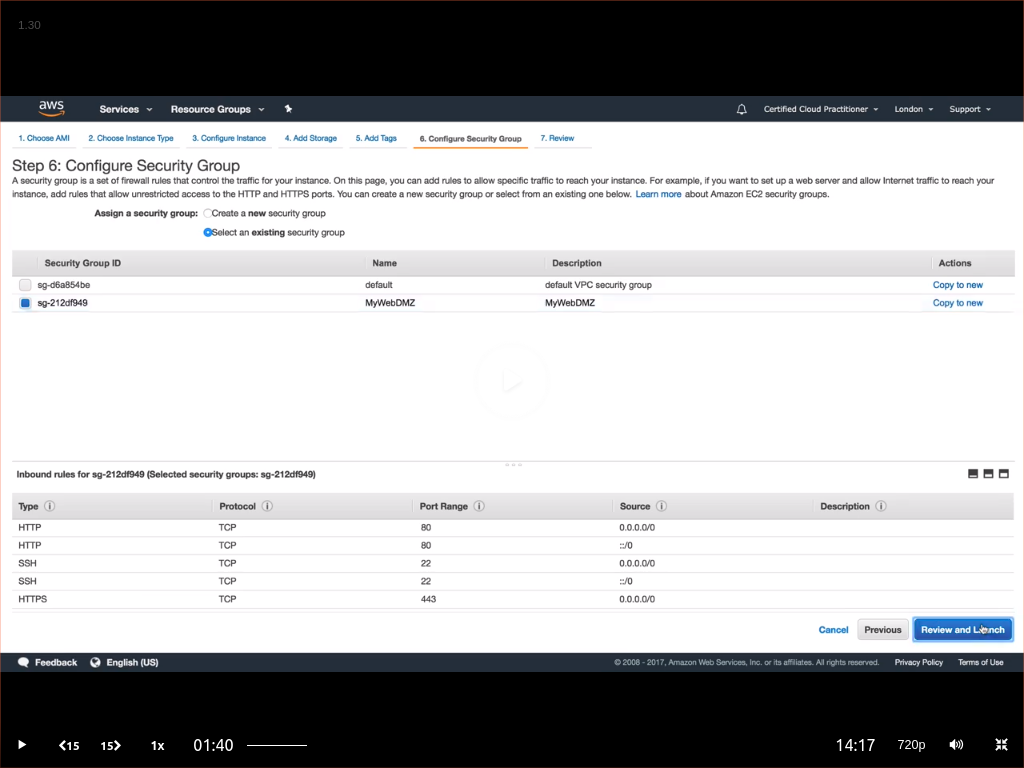 1.30
aws Services Resource Groups Certified Cloud Practitioner London Support
1. Choose AMI 2. Choose Instance Type 3. Configure Instance 4. Add Storage 5. Add Tags 6. Configure Security Group 7. Review
Step 6: Configure Security Group
A security group is a set of firewall rules that control the traffic for your instance. On this page, you can add rules to allow specific traffic to reach your instance. For example, if you want to set up a web server and allow Internet traffic to reach your
instance, add rules that allow unrestricted access to the HTTP and HTTPS ports. You can create a new security group or select from an existing one below. Learn more about Amazon EC2 security groups.
Assign a security group: Create a new security group
Select an existing security group
Security Group ID Name Description Actions
sg-d6a854be default default VPC security group Copy to new
sg-212df949 MyWebDMZ MyWebDMZ Copy to new
Inbound rules for sg-212df949 (Selected security groups: sg-212df949)
Type Protocol Port Range Source Description
HTTP TCP 80 0.0.0.0/0
HTTP TCP 80 ::/0
SSH TCP 22 0.0.0.0/0
SSH TCP 22 ::/0
HTTPS TCP 443 0.0.0.0/0
Cancel Previous Review and Launch
Feedback English (US) © 2008 - 2017, Amazon Web Services, Inc. or its affiliates. All rights reserved. Privacy Policy Terms of Use
15 15 1x 01:40 14:17 720p